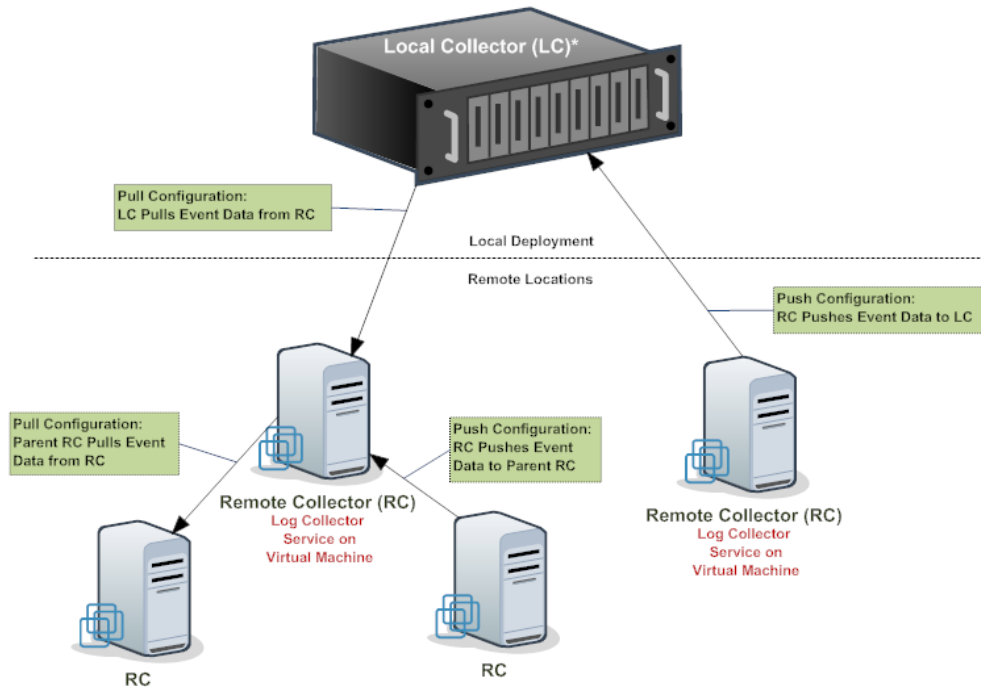 Local Collector (LC)*
Pull Configuration:
LC Pulls Event Data from RC
Local Deployment
Remote Locations
Push Configuration:
RC Pushes Event Data to LC
Pull Configuration:
Parent RC Pulls Event
Data from RC
Push Configuration:
RC Pushes Event
Data to Parent RC
Remote Collector (RC)
Log Collector
Service on
Virtual Machine
Remote Collector (RC)
Log Collector
Service on
Virtual Machine
RC
RC